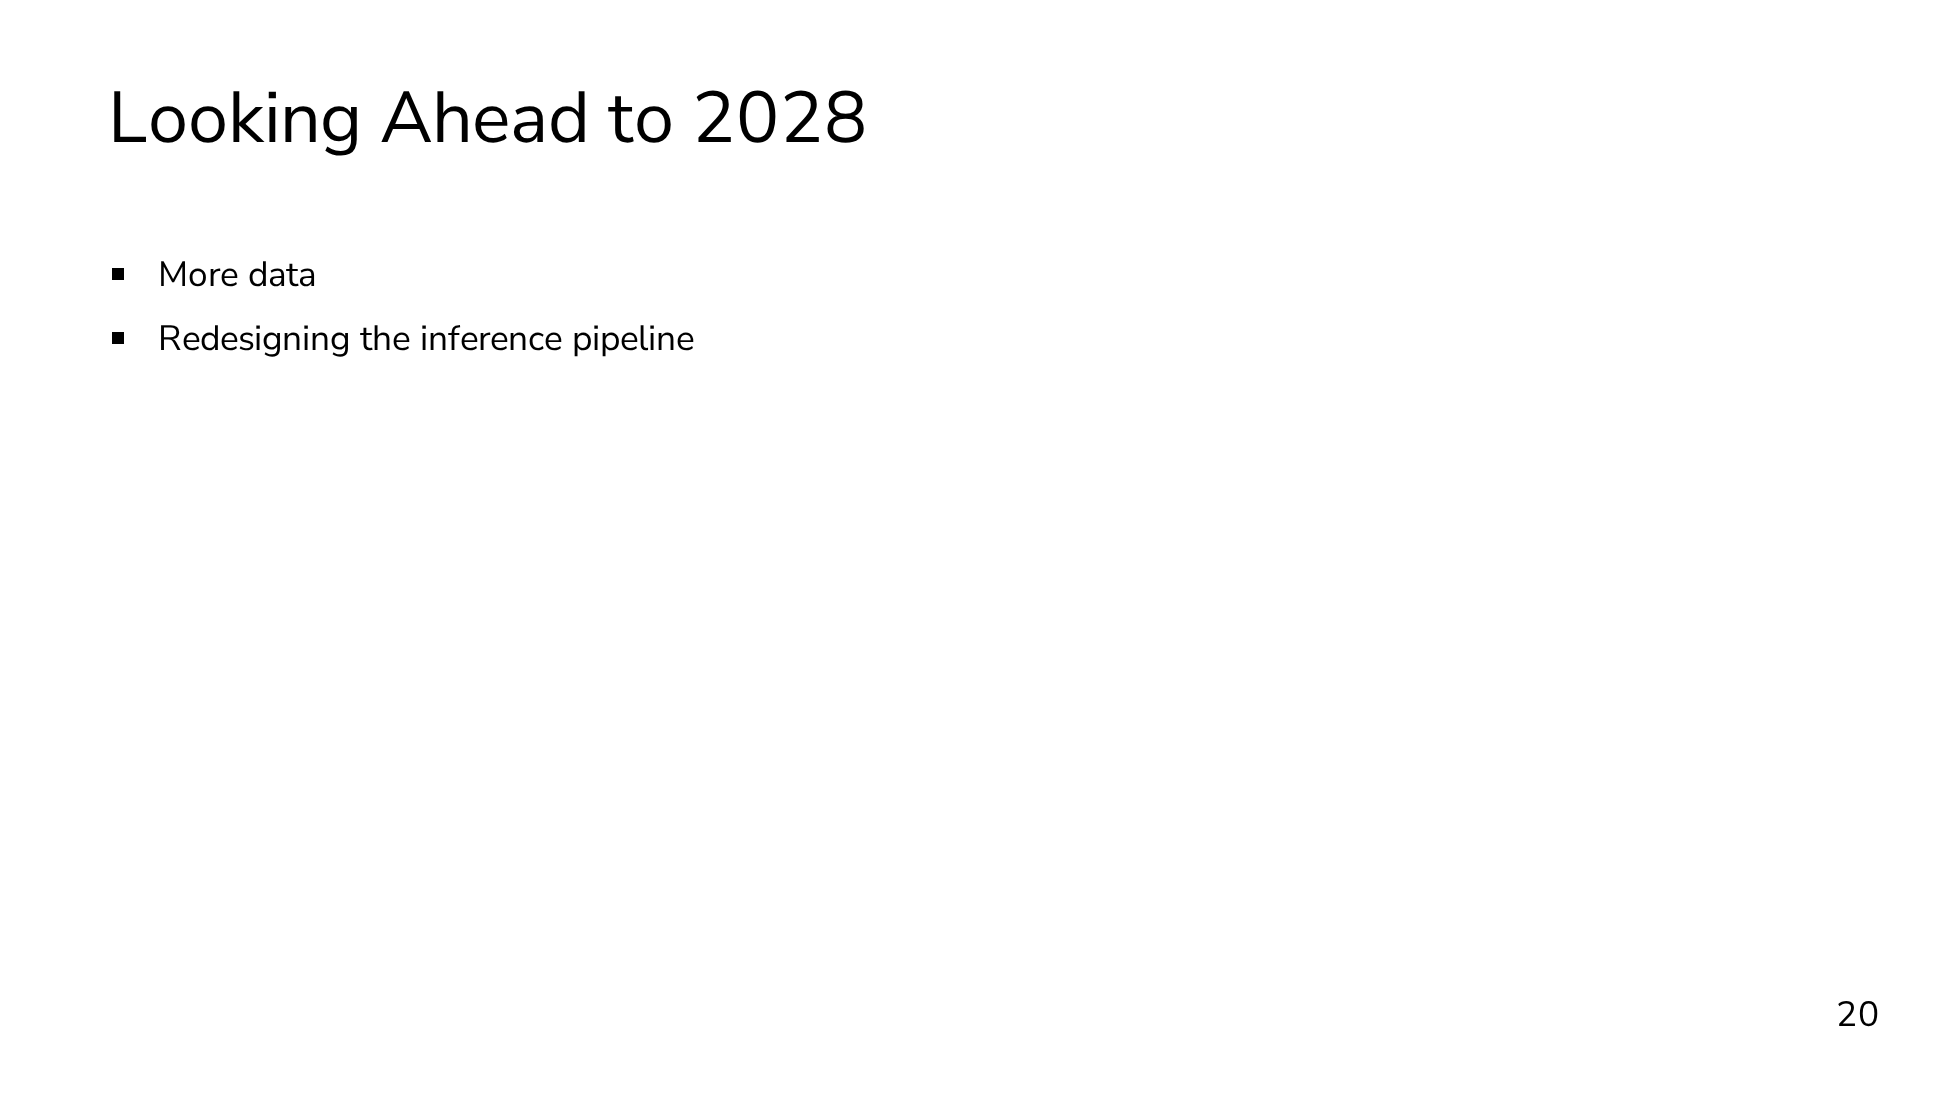 Looking Ahead to 2028
▪ More data
▪ Redesigning the inference pipeline
20